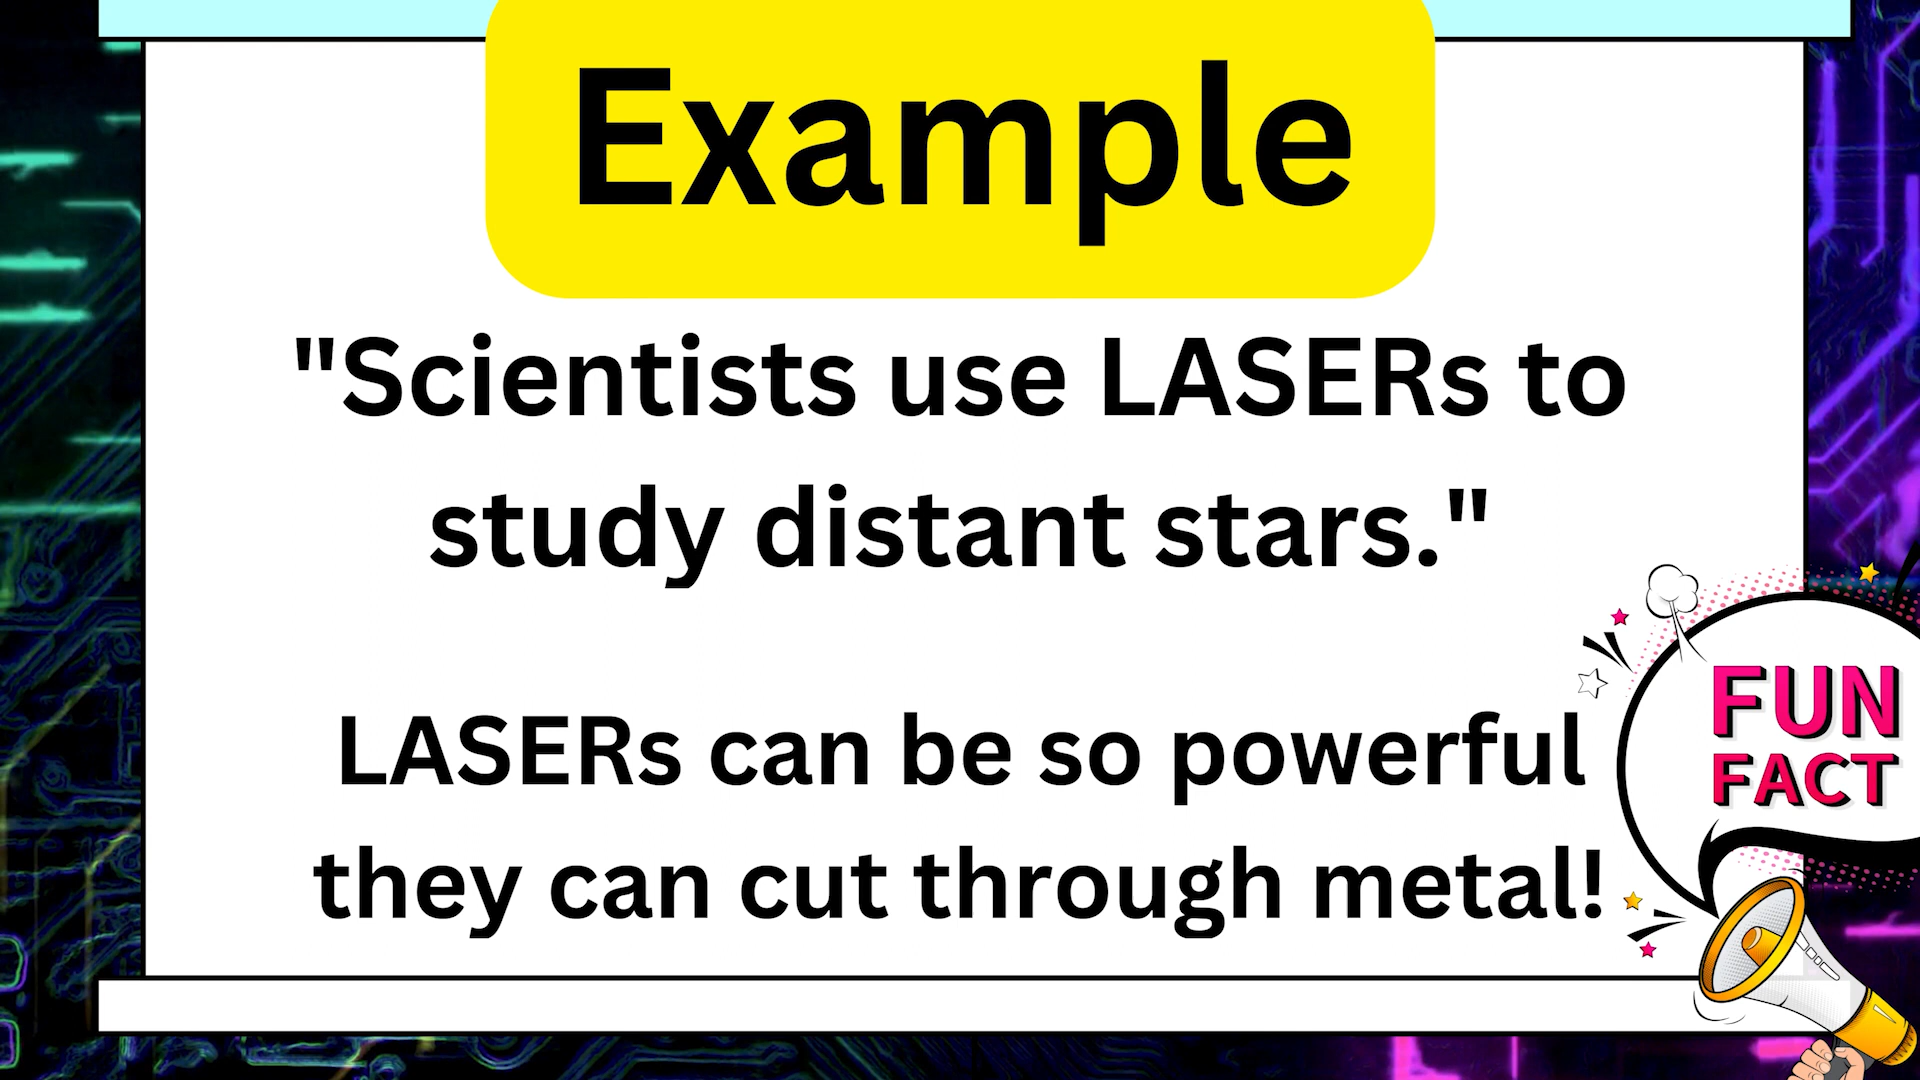 Example
"Scientists use LASERs to
study distant stars."
LASERs can be so powerful
they can cut through metal!
FUN
FACT